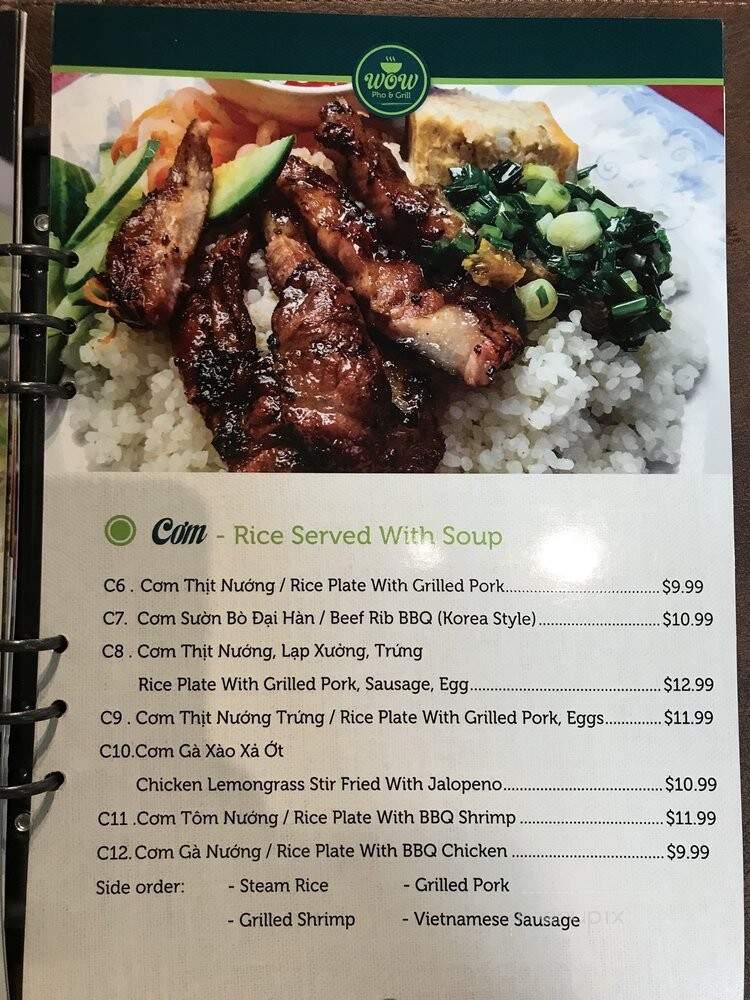 WOW
Pho & Grill
Cơm - Rice Served With Soup
C6 . Cơm Thịt Nướng / Rice Plate With Grilled Pork................................. $9.99
C7. Cơm Sườn Bò Đại Hàn / Beef Rib BBQ (Korea Style).......................... $10.99
C8 . Cơm Thịt Nướng, Lạp Xưởng, Trứng
Rice Plate With Grilled Pork, Sausage, Egg......................................... $12.99
C9 . Cơm Thịt Nướng Trứng / Rice Plate With Grilled Pork, Eggs............ $11.99
C10.Cơm Gà Xào Xả Ớt
Chicken Lemongrass Stir Fried With Jalopeno.................................. $10.99
C11 .Cơm Tôm Nướng / Rice Plate With BBQ Shrimp ............................... $11.99
C12.Cơm Gà Nướng / Rice Plate With BBQ Chicken ................................. $9.99
Side order: - Steam Rice - Grilled Pork
- Grilled Shrimp - Vietnamese Sausage